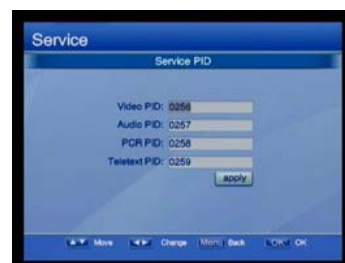 Service
Service PID
Video PID: 0256
Audio PID: 0257
PCR PID: 0258
Teletext PID: 0259
apply
▲▼ Move ◄► Change Menu Back OK OK